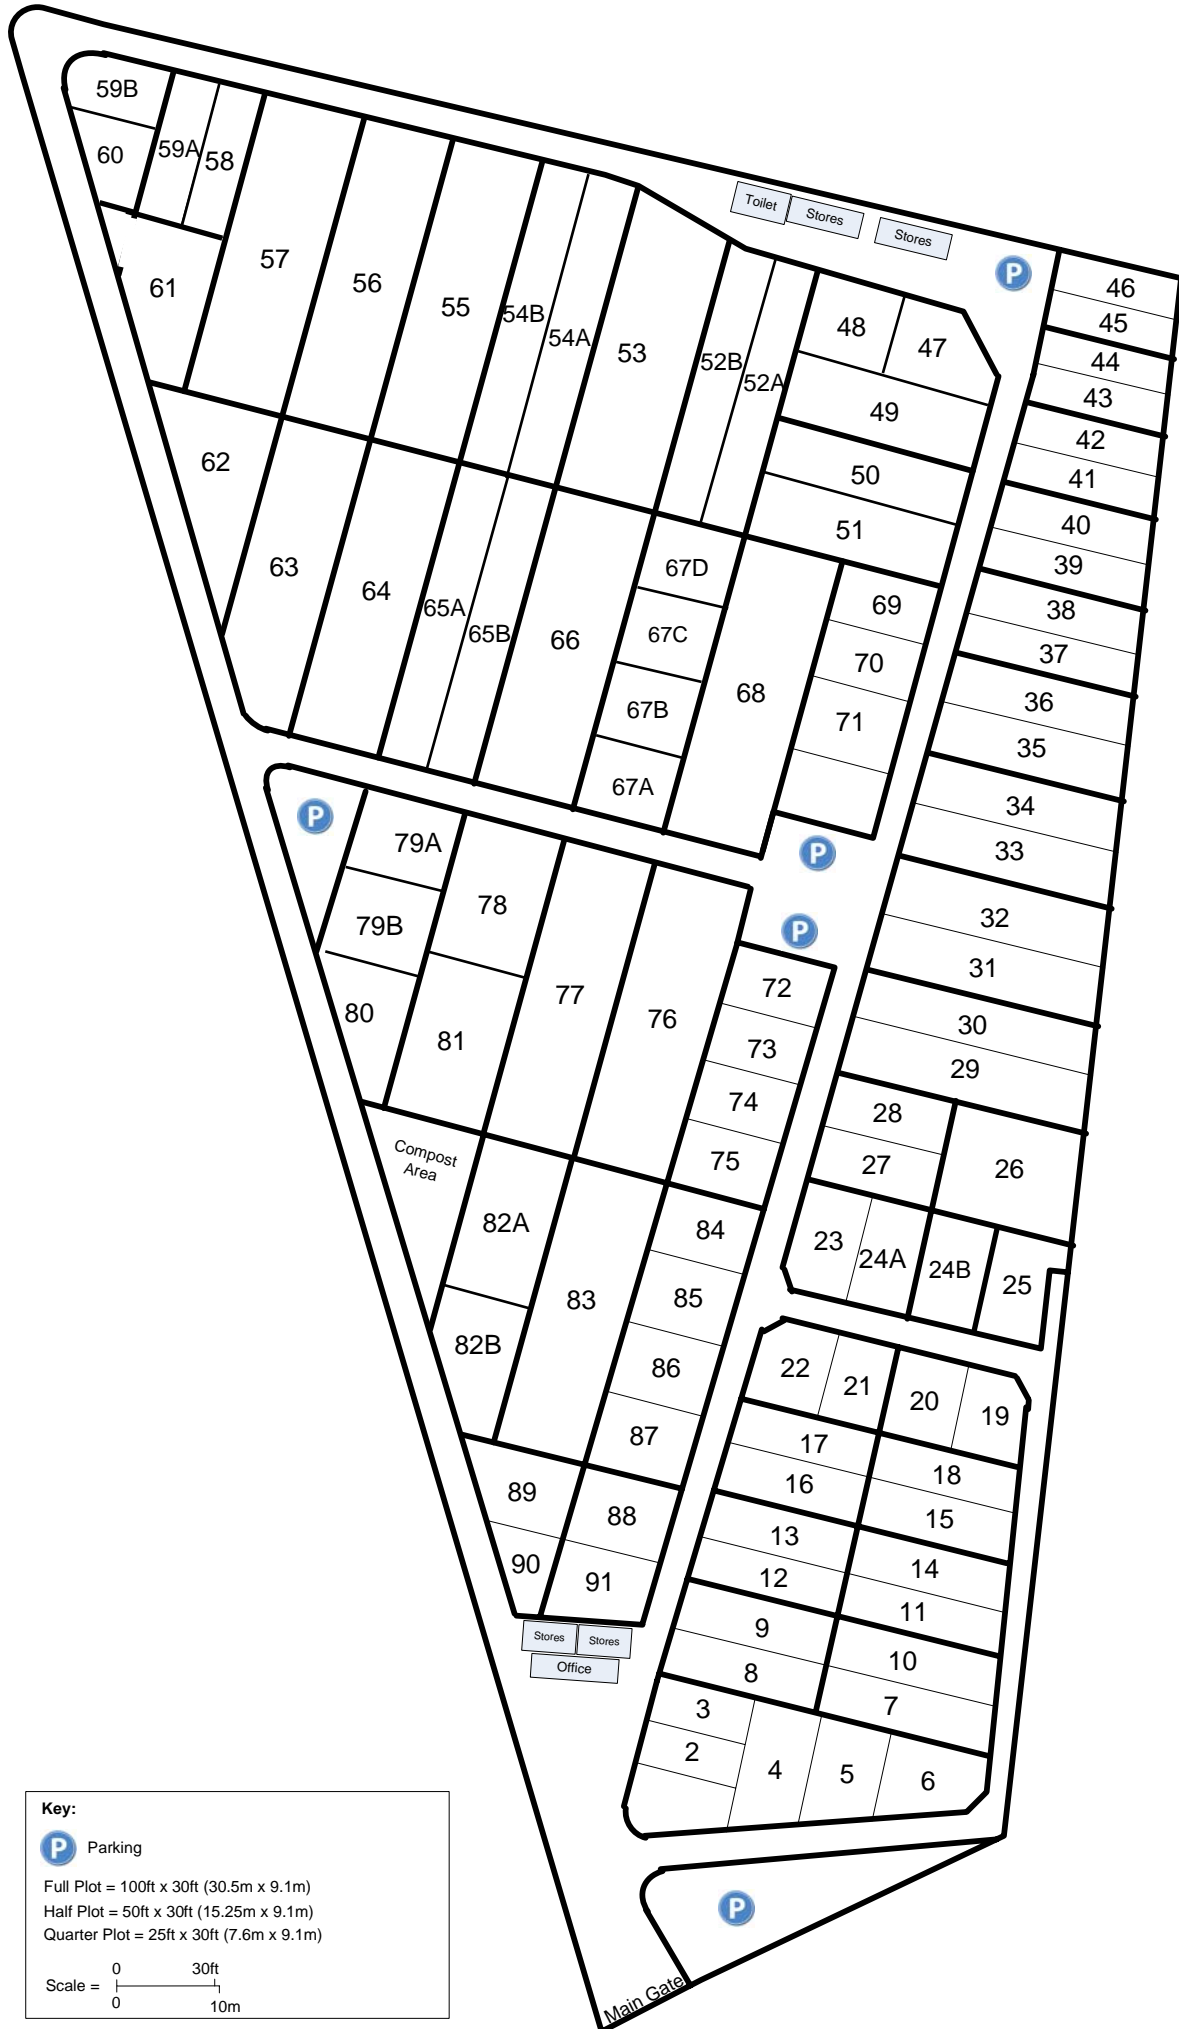 59B
60
59A
58
57
56
55
54B
54A
53
52B
52A
Toilet
Stores
Stores
P
48
47
49
50
51
46
45
44
43
42
41
40
39
38
37
36
35
34
33
32
31
30
29
28
27
26
23
24A
24B
25
61
62
63
64
65A
65B
66
67D
67C
67B
67A
68
69
70
71
P
P
P
79A
79B
78
77
76
80
81
72
73
74
75
Compost
Area
82A
82B
83
84
85
86
87
89
88
90
91
Stores
Stores
Office
22
21
20
19
17
18
16
15
13
14
12
11
9
10
8
7
3
2
4
5
6
P
Main Gate
Key:
P Parking
Full Plot = 100ft x 30ft (30.5m x 9.1m)
Half Plot = 50ft x 30ft (15.25m x 9.1m)
Quarter Plot = 25ft x 30ft (7.6m x 9.1m)
0 30ft
Scale =
0 10m